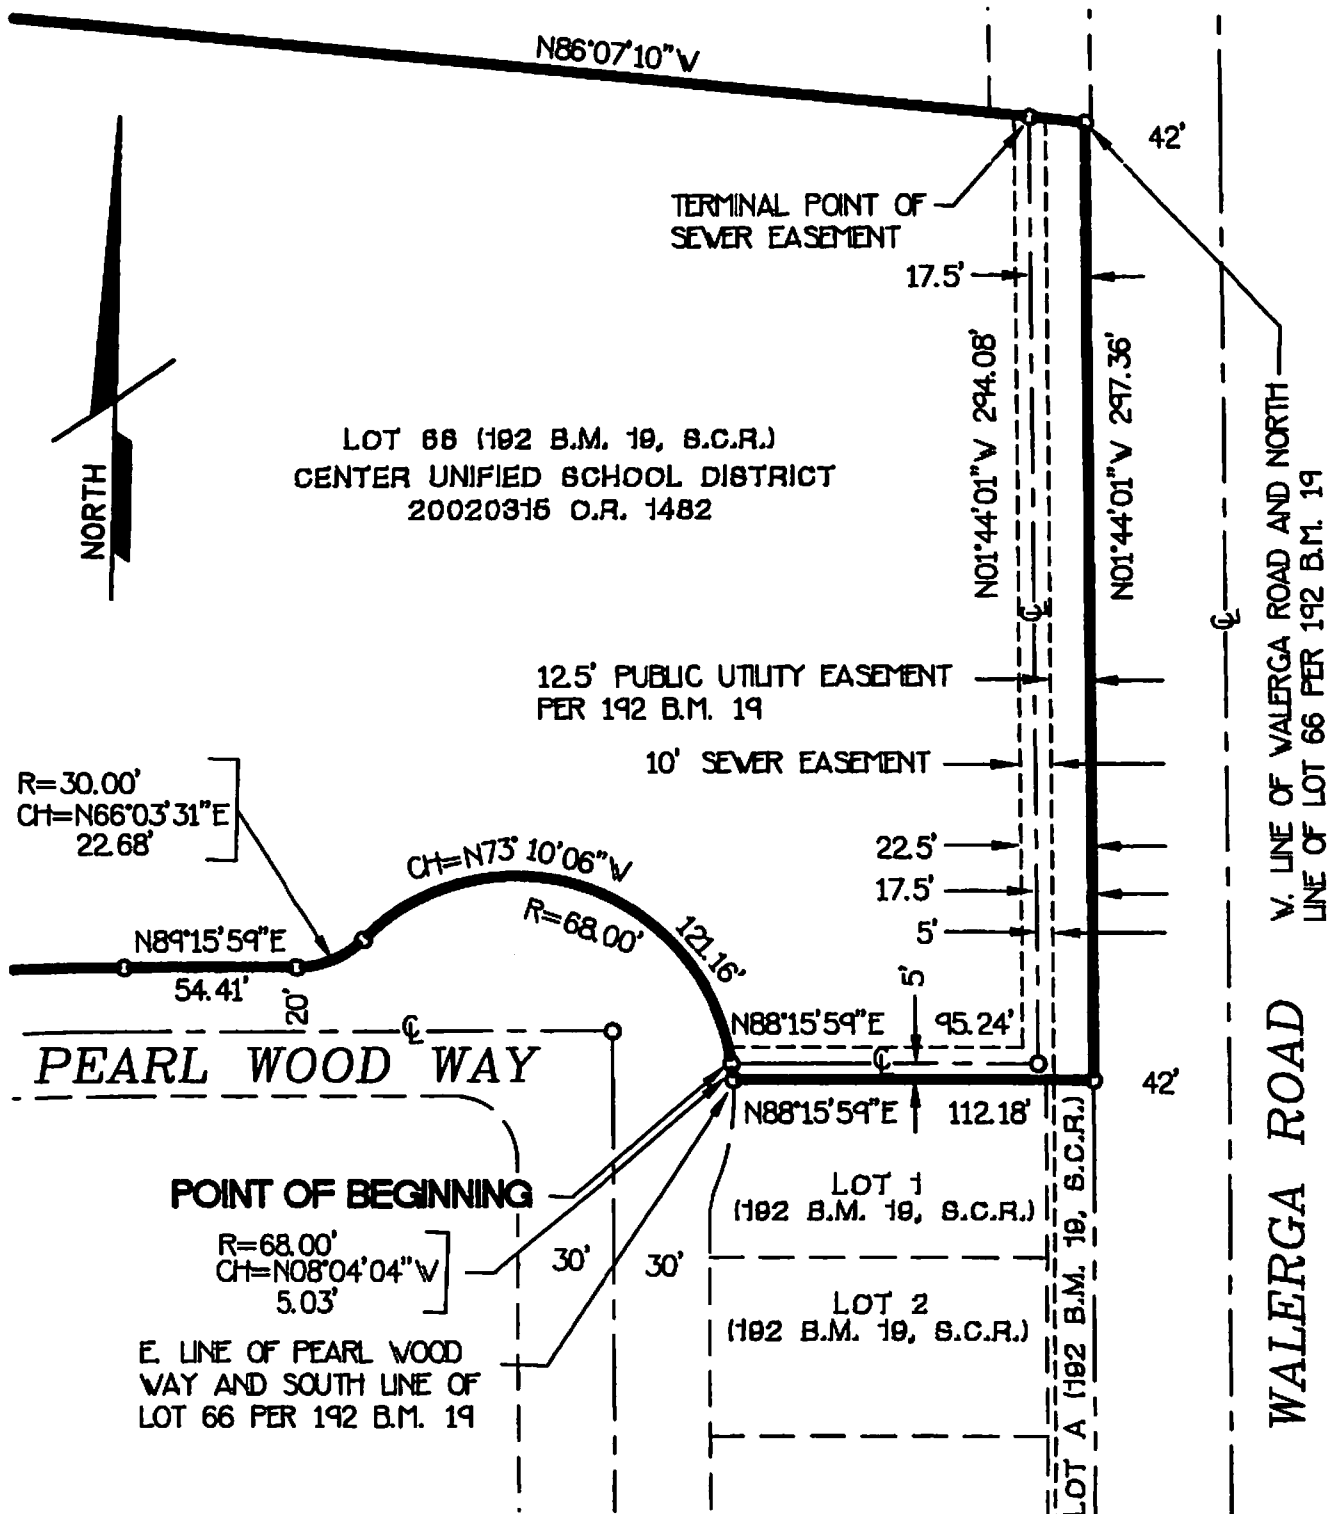 N86°07'10"W
42'
TERMINAL POINT OF
SEWER EASEMENT
17.5'
N01°44'01"W 294.08'
N01°44'01"W 297.36'
W. LINE OF WALERGA ROAD AND NORTH
LINE OF LOT 66 PER 192 B.M. 19
NORTH
LOT 66 (192 B.M. 19, S.C.R.)
CENTER UNIFIED SCHOOL DISTRICT
20020315 O.R. 1482
CL
CL
12.5' PUBLIC UTILITY EASEMENT
PER 192 B.M. 19
10' SEWER EASEMENT
R=30.00'
CH=N66°03'31"E
22.68'
CH=N73°10'06"W
R=68.00'
121.16'
22.5'
17.5'
5'
5'
N89°15'59"E
54.41'
20'
CL
N88°15'59"E 95.24'
CL
PEARL WOOD WAY
N88°15'59"E 112.18'
42'
WALERGA ROAD
POINT OF BEGINNING
R=68.00'
CH=N08°04'04"W
5.03'
30'
30'
LOT 1
(192 B.M. 19, S.C.R.)
LOT 2
(192 B.M. 19, S.C.R.)
LOT A (192 B.M. 19, S.C.R.)
E. LINE OF PEARL WOOD
WAY AND SOUTH LINE OF
LOT 66 PER 192 B.M. 19